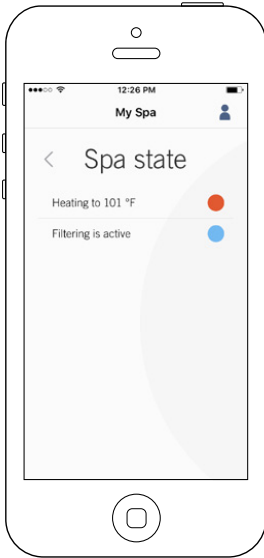 12:26 PM
My Spa
Spa state
Heating to 101 °F
Filtering is active